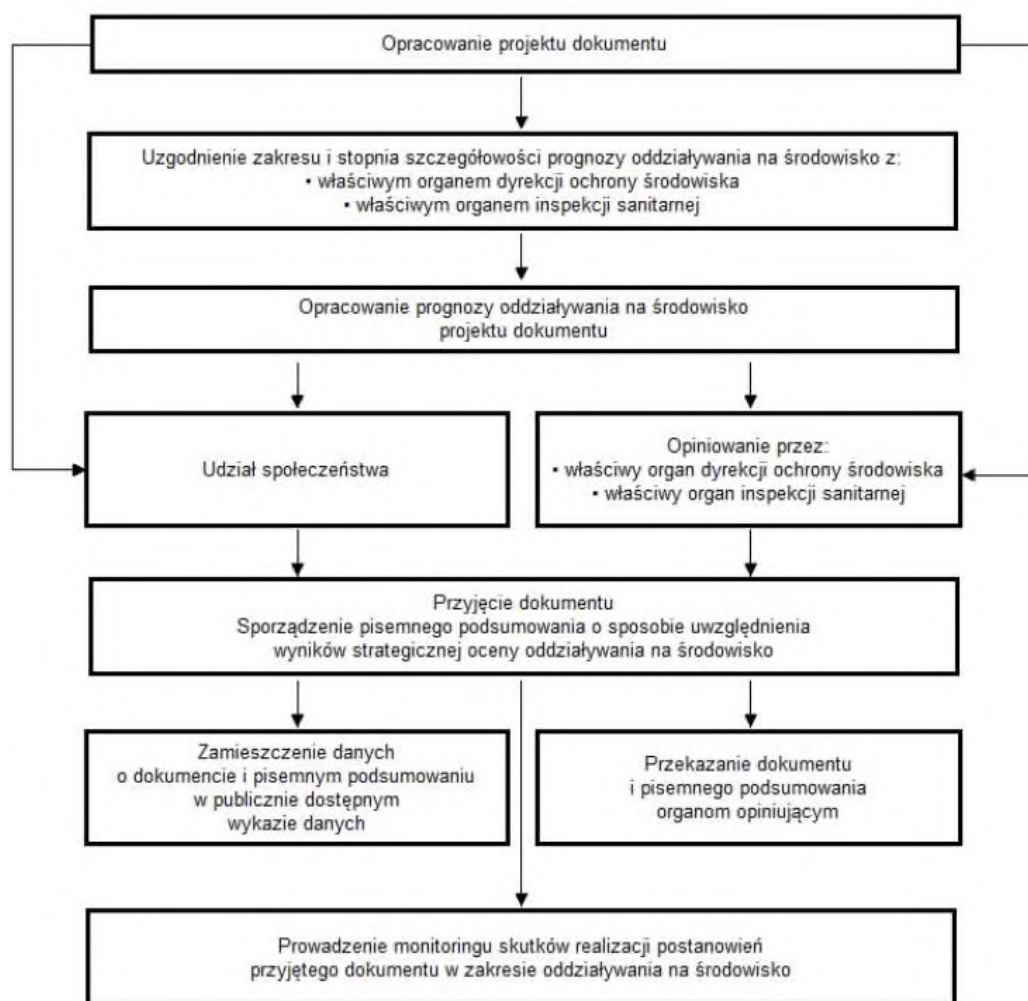 Opracowanie projektu dokumentu
Uzgodnienie zakresu i stopnia szczegółowości prognozy oddziaływania na środowisko z:
▪ właściwym organem dyrekcji ochrony środowiska
▪ właściwym organem inspekcji sanitarnej
Opracowanie prognozy oddziaływania na środowisko
projektu dokumentu
Udział społeczeństwa
Opiniowanie przez:
▪ właściwy organ dyrekcji ochrony środowiska
▪ właściwy organ inspekcji sanitarnej
Przyjęcie dokumentu
Sporządzenie pisemnego podsumowania o sposobie uwzględnienia
wyników strategicznej oceny oddziaływania na środowisko
Zamieszczenie danych
o dokumencie i pisemnym podsumowaniu
w publicznie dostępnym
wykazie danych
Przekazanie dokumentu
i pisemnego podsumowania
organom opiniującym
Prowadzenie monitoringu skutków realizacji postanowień
przyjętego dokumentu w zakresie oddziaływania na środowisko